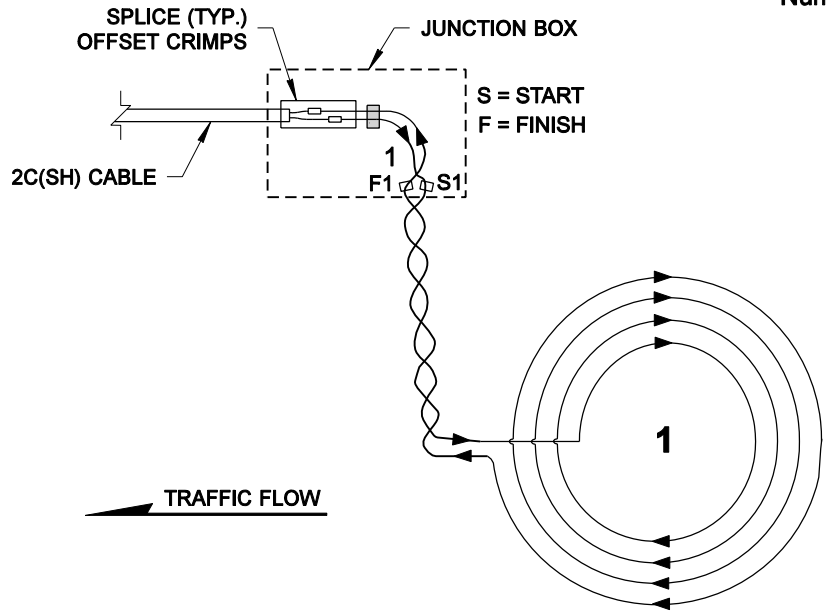 SPLICE (TYP.)
OFFSET CRIMPS
JUNCTION BOX
S = START
F = FINISH
2C(SH) CABLE
1
F1
S1
1
TRAFFIC FLOW